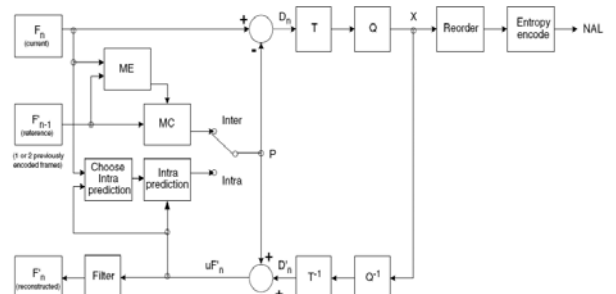 Fn
(current)
+
Dn
T
Q
X
Reorder
Entropy
encode
NAL
-
ME
F'n-1
(reference)
MC
Inter
P
(1 or 2 previously
encoded frames)
Choose
Intra
prediction
Intra
prediction
Intra
F'n
(reconstructed)
Filter
uF'n
+
D'n
+
T-1
Q-1